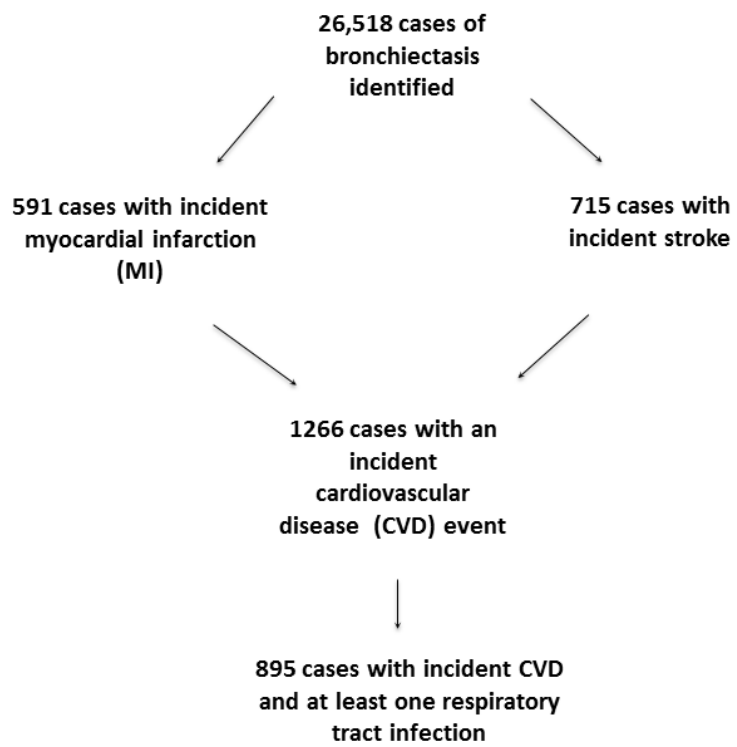 26,518 cases of
bronchiectasis
identified
591 cases with incident
myocardial infarction
(MI)
715 cases with
incident stroke
1266 cases with an
incident
cardiovascular
disease (CVD) event
895 cases with incident CVD
and at least one respiratory
tract infection